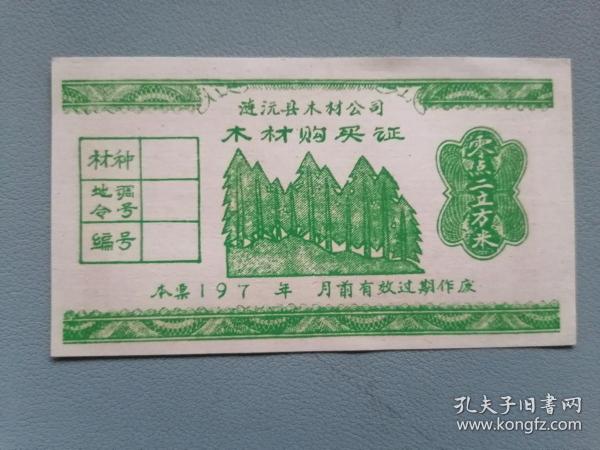 涟沅县木材公司
木材购买证
材种
地调
令号
编号
零点二立方米
本票197 年 月前有效过期作废
孔夫子旧书网
www.kongfz.com